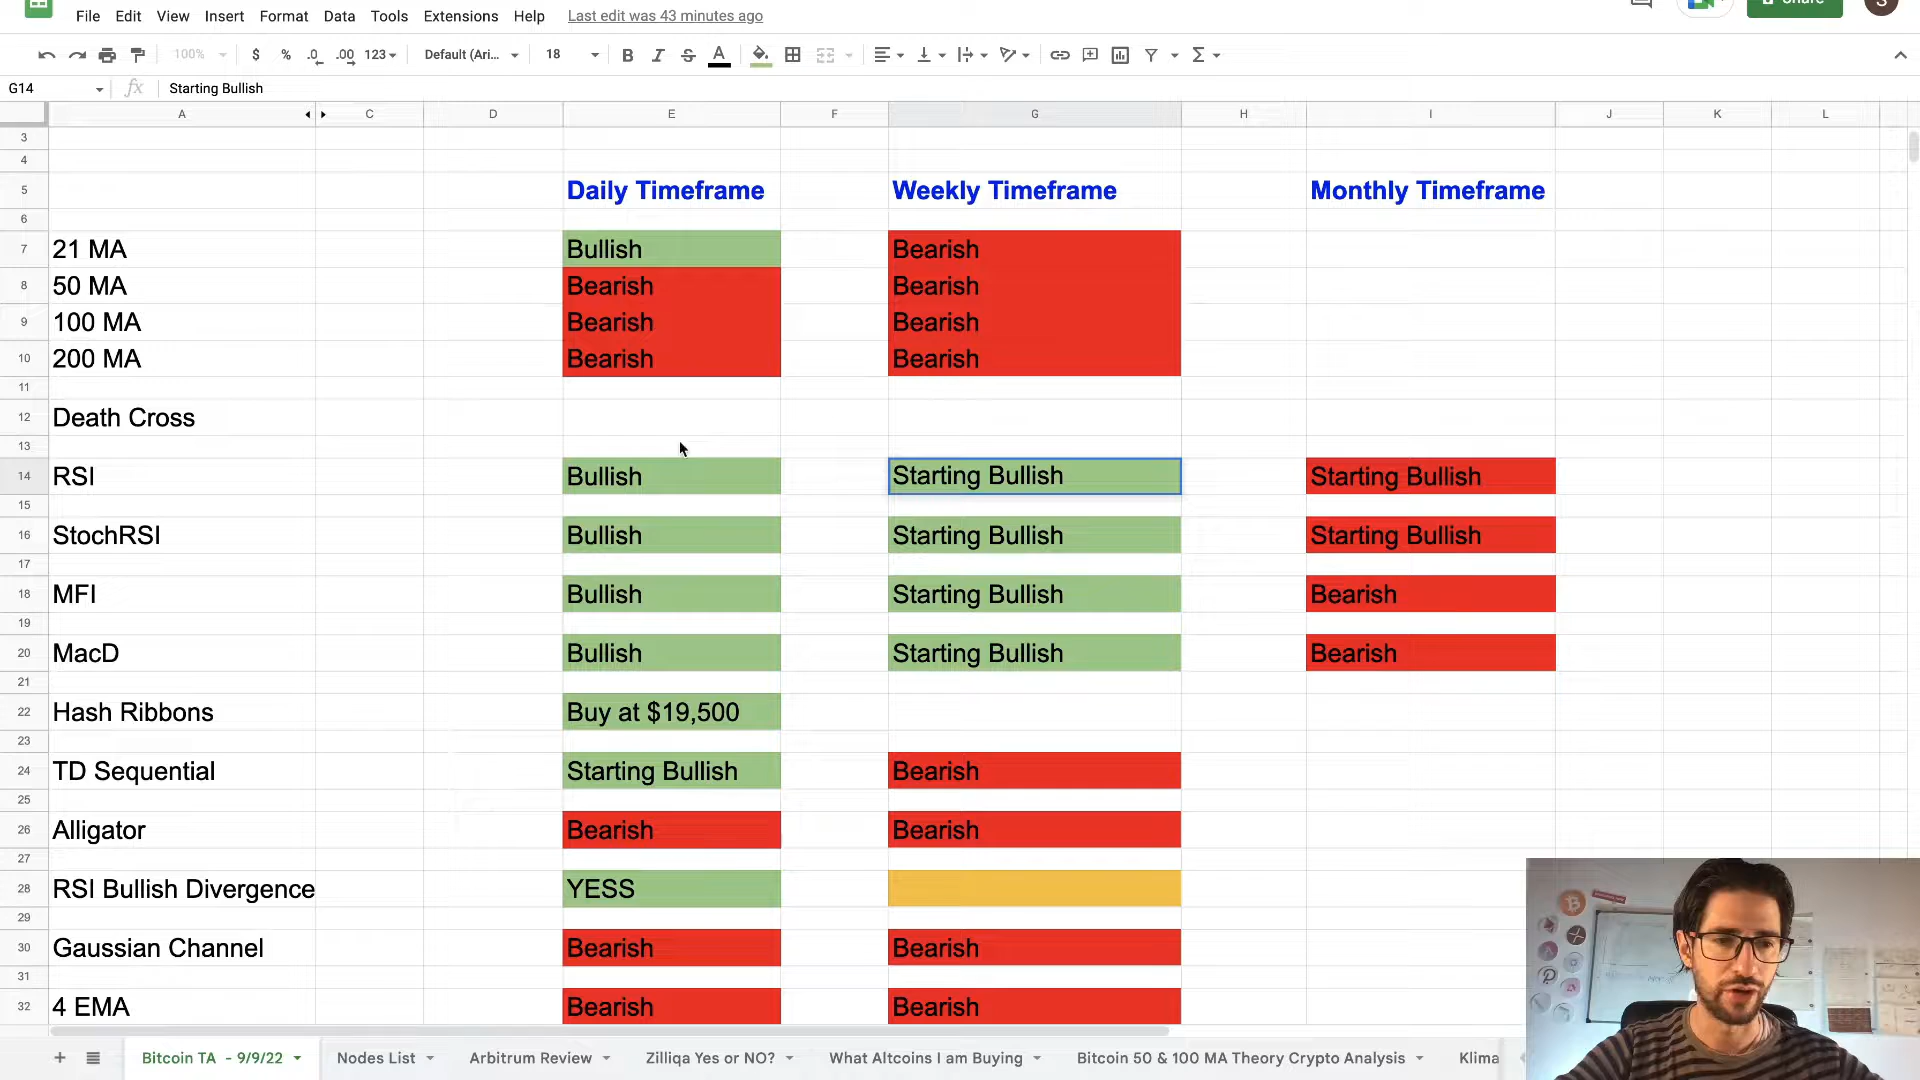 File Edit View Insert Format Data Tools Extensions Help Last edit was 43 minutes ago Share S
100% $ % .0 .00 123 Default (Ari... 18 B I S A
G14 fx Starting Bullish
A C D E F G H I J K L
3
4
5 Daily Timeframe Weekly Timeframe Monthly Timeframe
6
7 21 MA Bullish Bearish
8 50 MA Bearish Bearish
9 100 MA Bearish Bearish
10 200 MA Bearish Bearish
11
12 Death Cross
13
14 RSI Bullish Starting Bullish Starting Bullish
15
16 StochRSI Bullish Starting Bullish Starting Bullish
17
18 MFI Bullish Starting Bullish Bearish
19
20 MacD Bullish Starting Bullish Bearish
21
22 Hash Ribbons Buy at $19,500
23
24 TD Sequential Starting Bullish Bearish
25
26 Alligator Bearish Bearish
27
28 RSI Bullish Divergence YESS
29
30 Gaussian Channel Bearish Bearish
31
32 4 EMA Bearish Bearish
Bitcoin TA - 9/9/22 Nodes List Arbitrum Review Zilliqa Yes or NO? What Altcoins I am Buying Bitcoin 50 & 100 MA Theory Crypto Analysis Klima